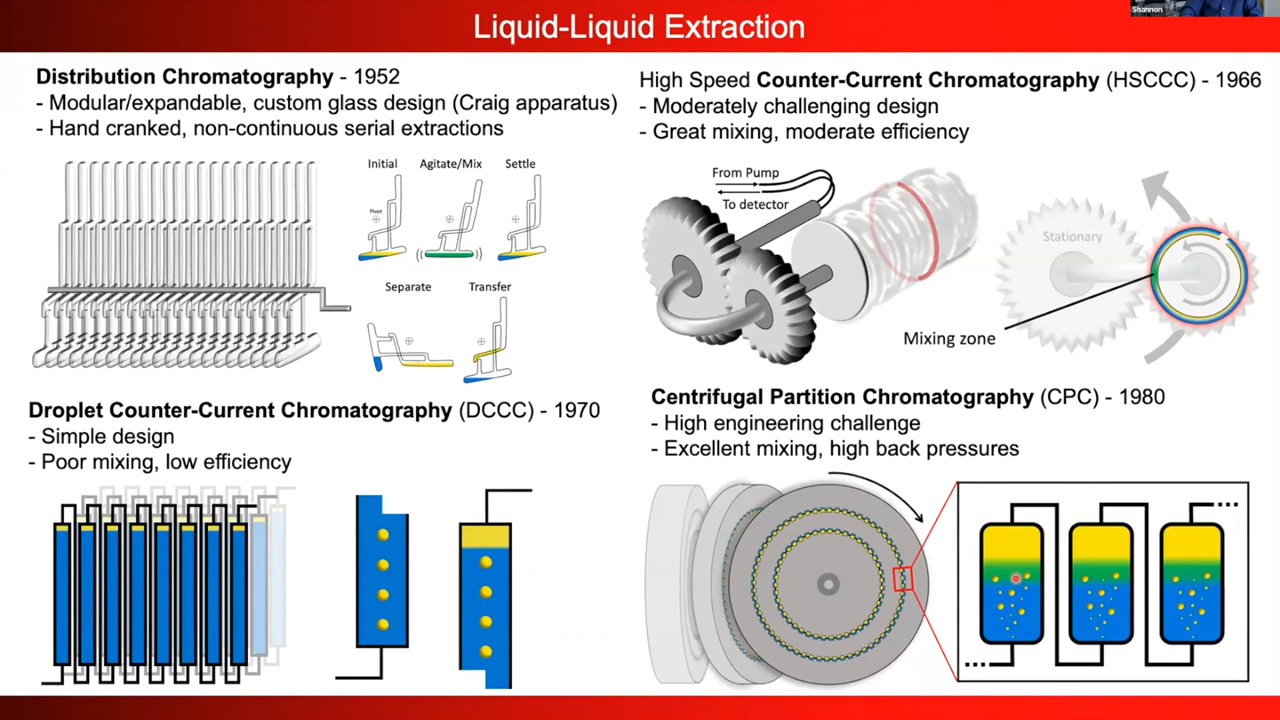 Shannon
Liquid-Liquid Extraction
Distribution Chromatography - 1952
- Modular/expandable, custom glass design (Craig apparatus)
- Hand cranked, non-continuous serial extractions
Initial
Agitate/Mix
Settle
Pivot
Separate
Transfer
High Speed Counter-Current Chromatography (HSCCC) - 1966
- Moderately challenging design
- Great mixing, moderate efficiency
From Pump
To detector
Stationary
Mixing zone
Droplet Counter-Current Chromatography (DCCC) - 1970
- Simple design
- Poor mixing, low efficiency
Centrifugal Partition Chromatography (CPC) - 1980
- High engineering challenge
- Excellent mixing, high back pressures